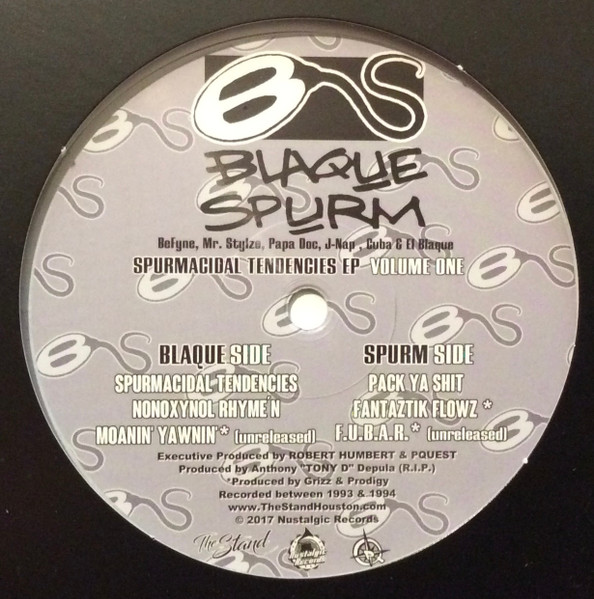 BS
BLAQUE
SPURM
Defyne, Mr. Stylze, Papa Doc, J-Nap , Cuba & El Blaque
SPURMACIDAL TENDENCIES EP VOLUME ONE
BLAQUE SIDE
SPURMACIDAL TENDENCIES
NONOXYNOL RHYME'N
MOANIN' YAWNIN' * (unreleased)
SPURM SIDE
PACK YA SHIT
FANTAZTIK FLOWZ *
F.U.B.A.R. * (unreleased)
Executive Produced by ROBERT HUMBERT & PQUEST
Produced by Anthony "TONY D" Depula (R.I.P.)
*Produced by Grizz & Prodigy
Recorded between 1993 & 1994
www.TheStandHouston.com
© 2017 Nustalgic Records
The Stand
Nustalgic
Records